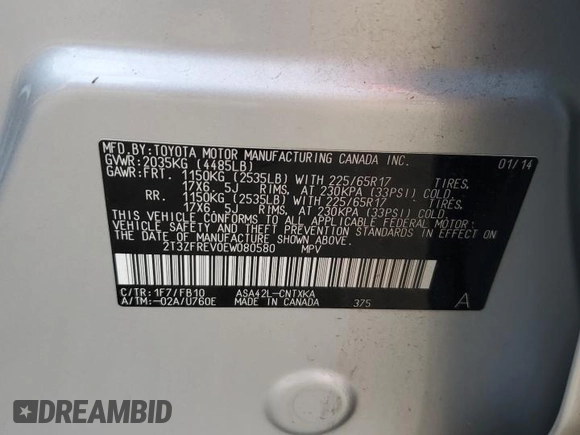 MFD.BY:TOYOTA MOTOR MANUFACTURING CANADA INC. 01/14
GVWR:2035KG (4485LB)
GAWR:FRT. 1150KG (2535LB) WITH 225/65R17 TIRES,
17X6.5J RIMS, AT 230KPA (33PSI) COLD
RR. 1150KG (2535LB) WITH 225/65R17 TIRES,
17X6.5J RIMS, AT 230KPA (33PSI) COLD
THIS VEHICLE CONFORMS TO ALL APPLICABLE FEDERAL MOTOR
VEHICLE SAFETY AND THEFT PREVENTION STANDARDS IN EFFECT
ON THE DATE OF MANUFACTURE SHOWN ABOVE.
2T3ZFREV0EW080580 MPV
C/TR:1F7/FB10 ASA42L-CNTXKA
A/TM:-02A/U760E MADE IN CANADA 375 A
DREAMBID